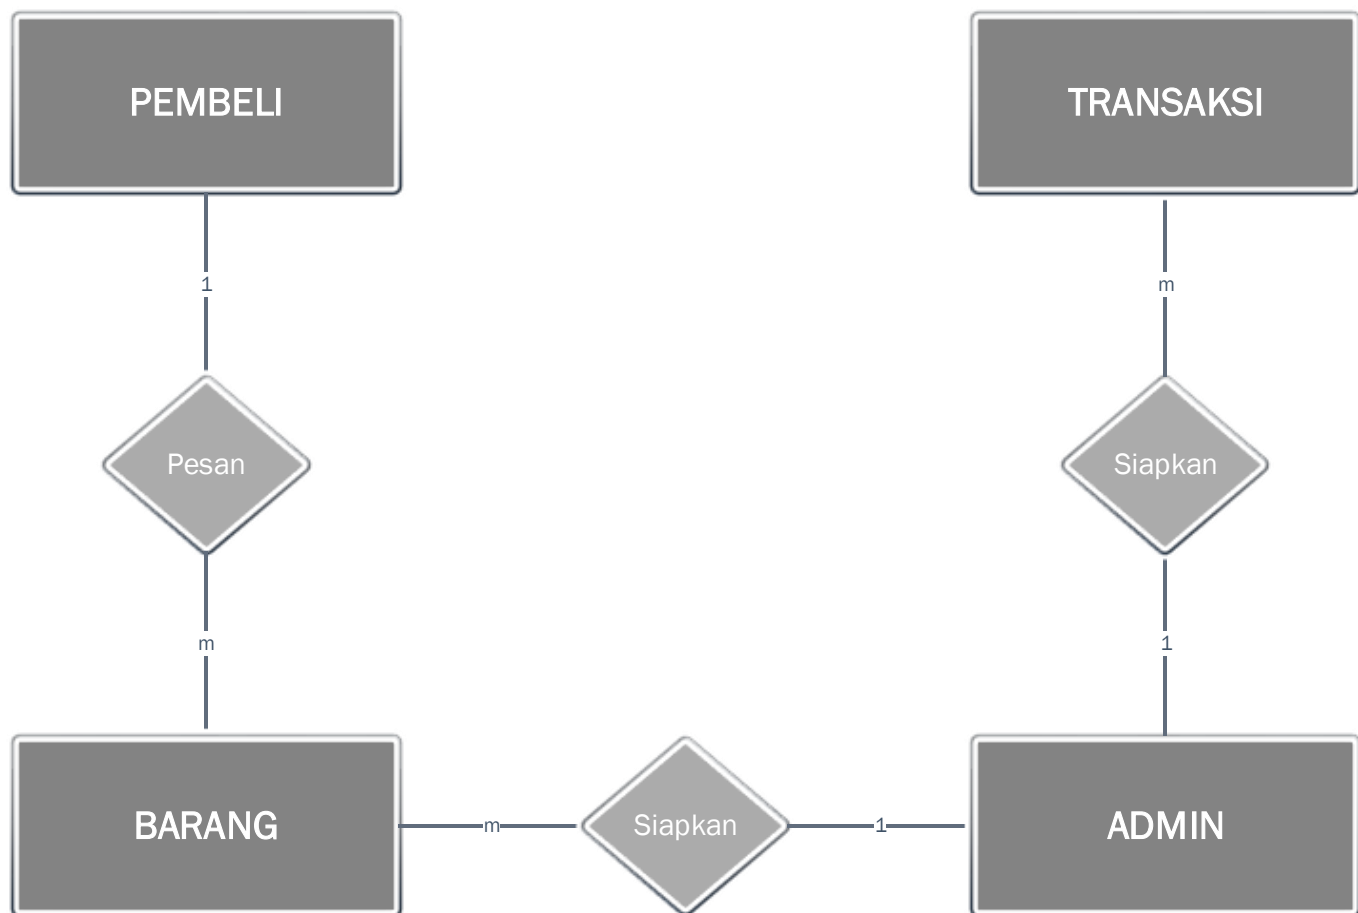 PEMBELI
TRANSAKSI
1
m
Pesan
Siapkan
m
1
BARANG
m
Siapkan
1
ADMIN